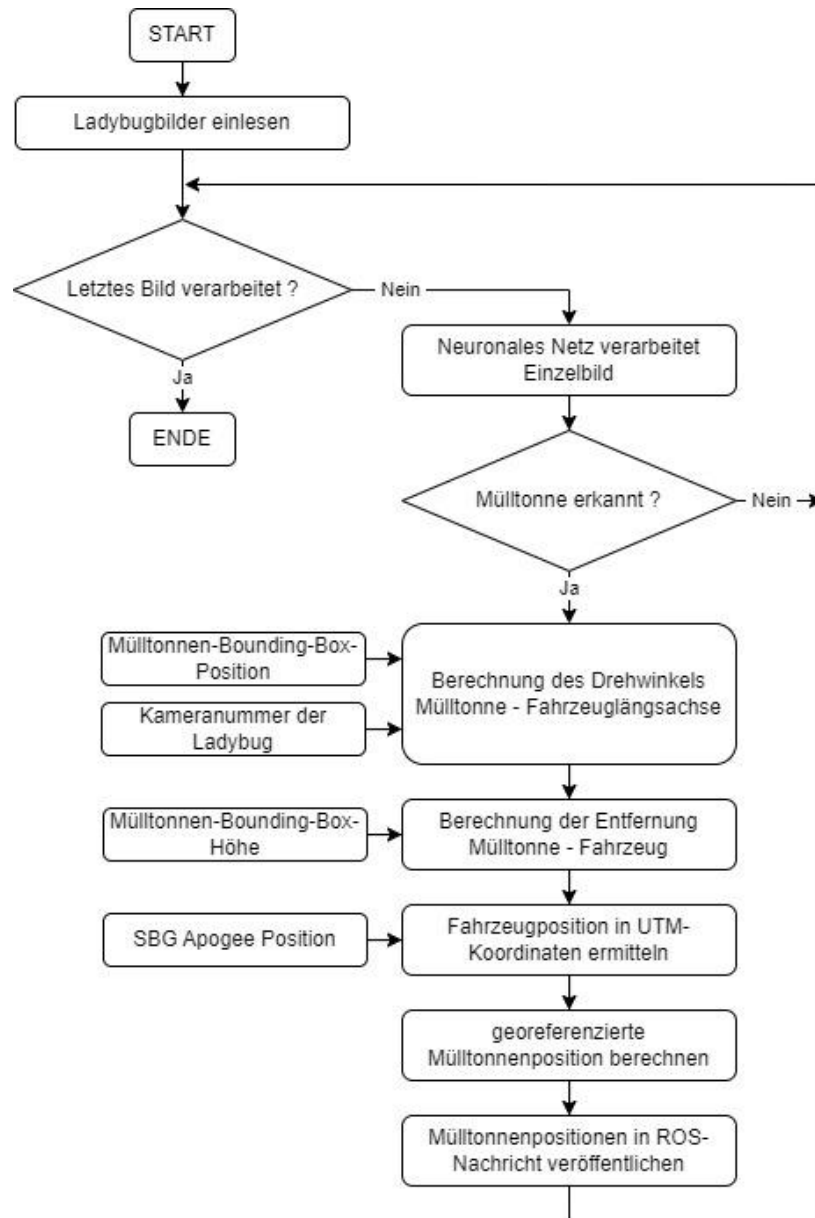 START
Ladybugbilder einlesen
Letztes Bild verarbeitet ?
Nein
Ja
ENDE
Neuronales Netz verarbeitet
Einzelbild
Mülltonne erkannt ?
Nein
Ja
Mülltonnen-Bounding-Box-
Position
Kameranummer der
Ladybug
Berechnung des Drehwinkels
Mülltonne - Fahrzeuglängsachse
Mülltonnen-Bounding-Box-
Höhe
Berechnung der Entfernung
Mülltonne - Fahrzeug
SBG Apogee Position
Fahrzeugposition in UTM-
Koordinaten ermitteln
georeferenzierte
Mülltonnenposition berechnen
Mülltonnenpositionen in ROS-
Nachricht veröffentlichen